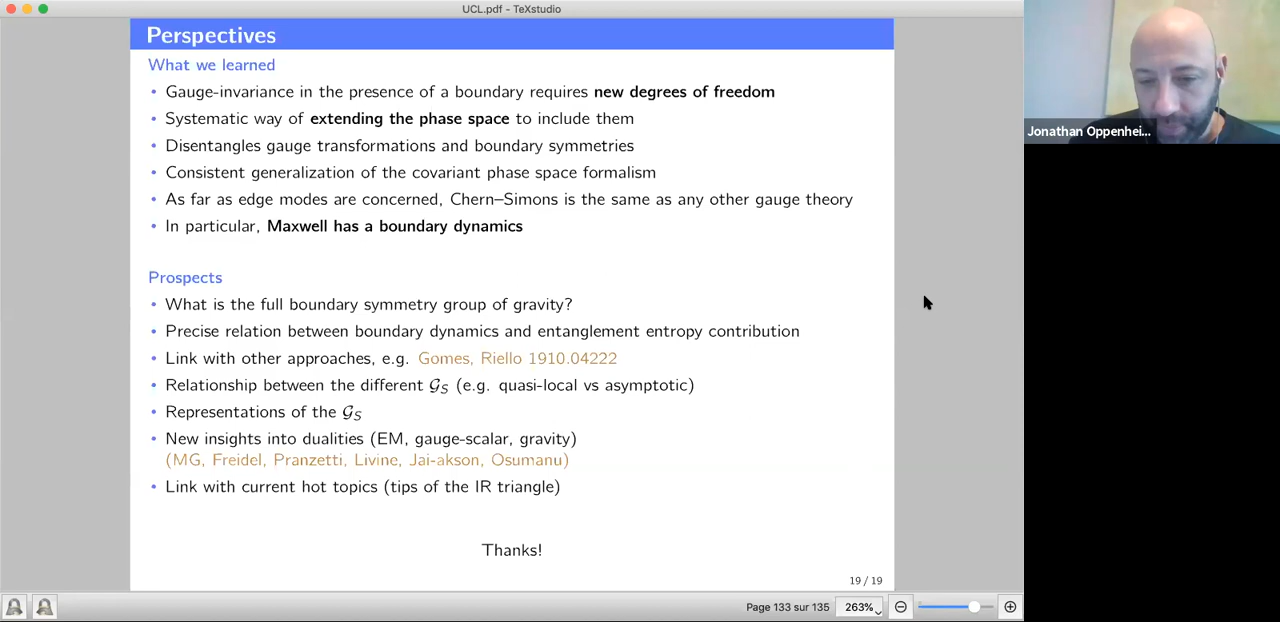 UCL.pdf - TeXstudio
Perspectives
What we learned
• Gauge-invariance in the presence of a boundary requires new degrees of freedom
• Systematic way of extending the phase space to include them
• Disentangles gauge transformations and boundary symmetries
• Consistent generalization of the covariant phase space formalism
• As far as edge modes are concerned, Chern–Simons is the same as any other gauge theory
• In particular, Maxwell has a boundary dynamics
Prospects
• What is the full boundary symmetry group of gravity?
• Precise relation between boundary dynamics and entanglement entropy contribution
• Link with other approaches, e.g. Gomes, Riello 1910.04222
• Relationship between the different 𝒢_S (e.g. quasi-local vs asymptotic)
• Representations of the 𝒢_S
• New insights into dualities (EM, gauge-scalar, gravity)
(MG, Freidel, Pranzetti, Livine, Jai-akson, Osumanu)
• Link with current hot topics (tips of the IR triangle)
Thanks!
19 / 19
Page 133 sur 135 263%
Jonathan Oppenhei...